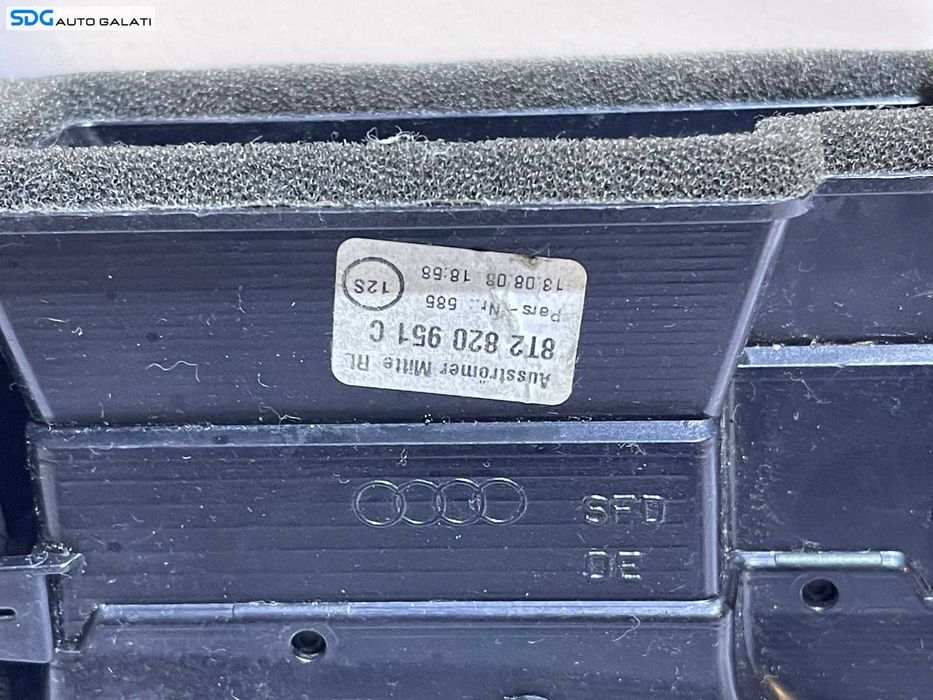 SDG AUTO GALATI
Ausströmer Mitte RL
8T2 820 951 C
Pars-Nr.: 585
13.08.08 18:58
12S
SFD
DE